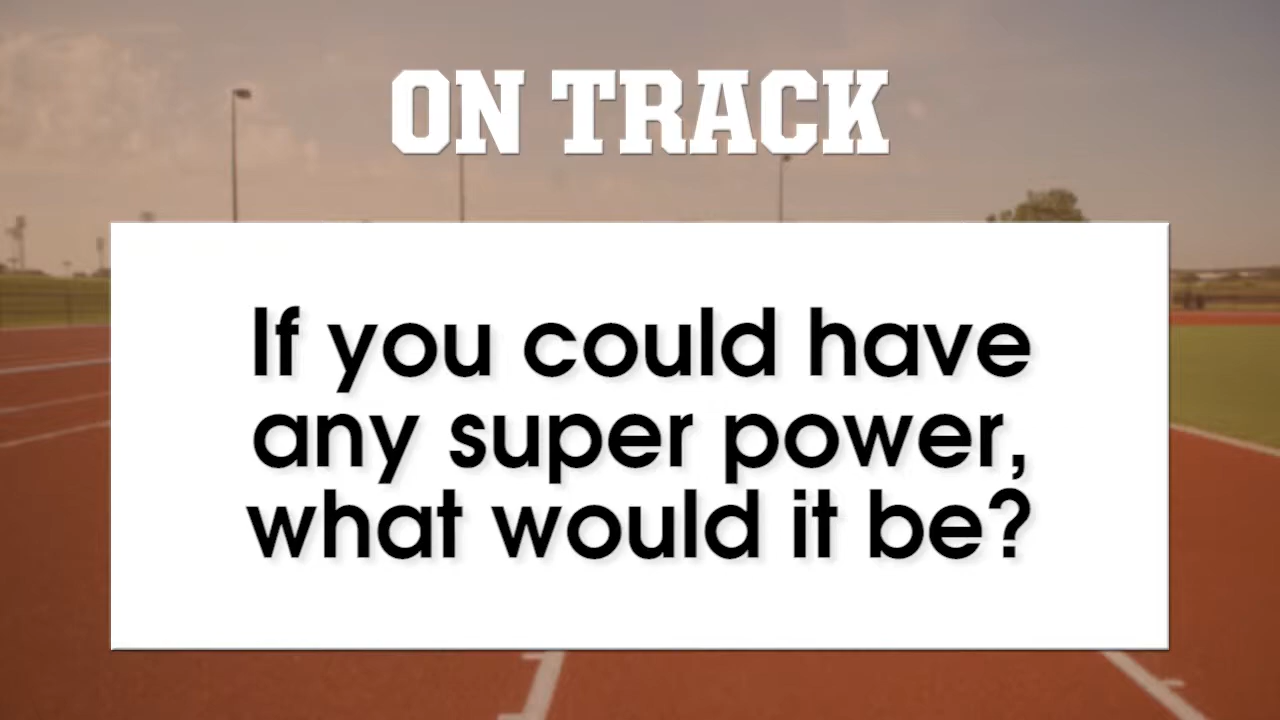 ON TRACK
If you could have
any super power,
what would it be?